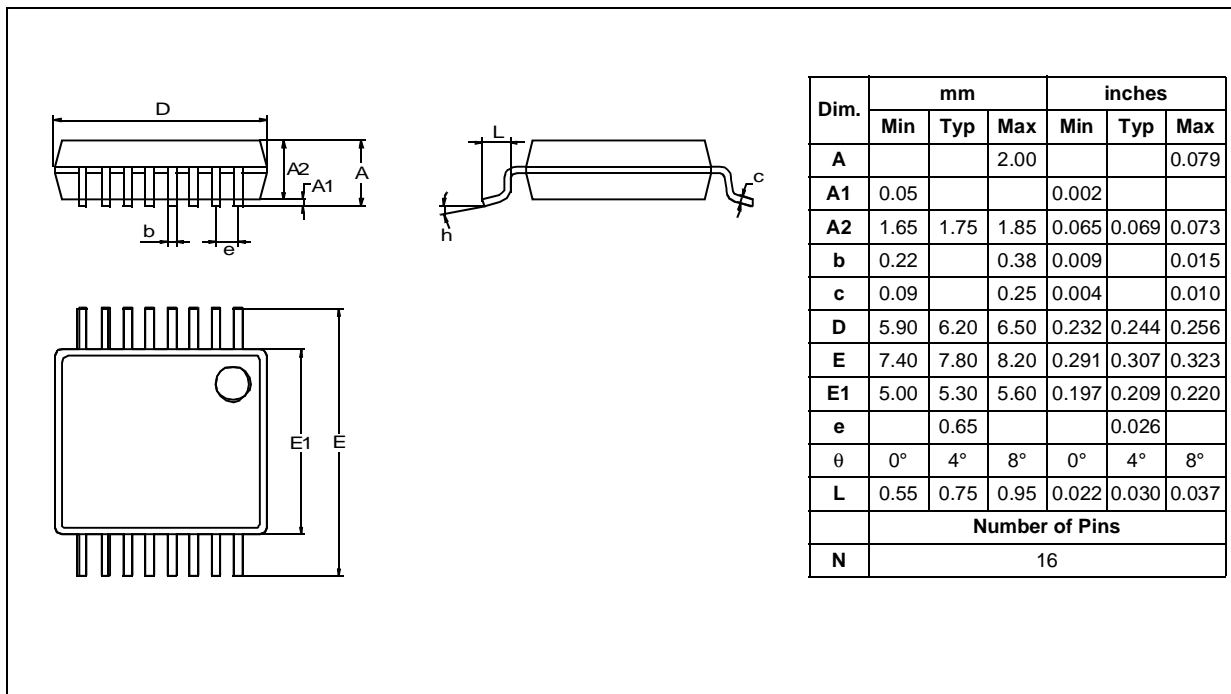 D
A2
A1
A
b
e
L
c
h
E1
E
Dim. mm inches
Min Typ Max Min Typ Max
A 2.00 0.079
A1 0.05 0.002
A2 1.65 1.75 1.85 0.065 0.069 0.073
b 0.22 0.38 0.009 0.015
c 0.09 0.25 0.004 0.010
D 5.90 6.20 6.50 0.232 0.244 0.256
E 7.40 7.80 8.20 0.291 0.307 0.323
E1 5.00 5.30 5.60 0.197 0.209 0.220
e 0.65 0.026
θ 0° 4° 8° 0° 4° 8°
L 0.55 0.75 0.95 0.022 0.030 0.037
Number of Pins
N 16